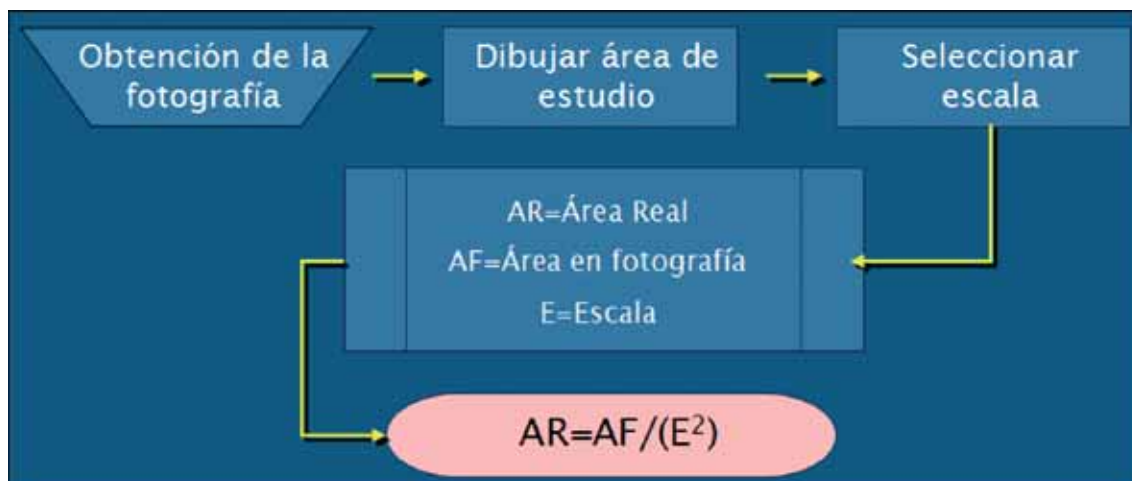 Obtención de la
fotografía
Dibujar área de
estudio
Seleccionar
escala
AR=Área Real
AF=Área en fotografía
E=Escala
AR=AF/(E²)